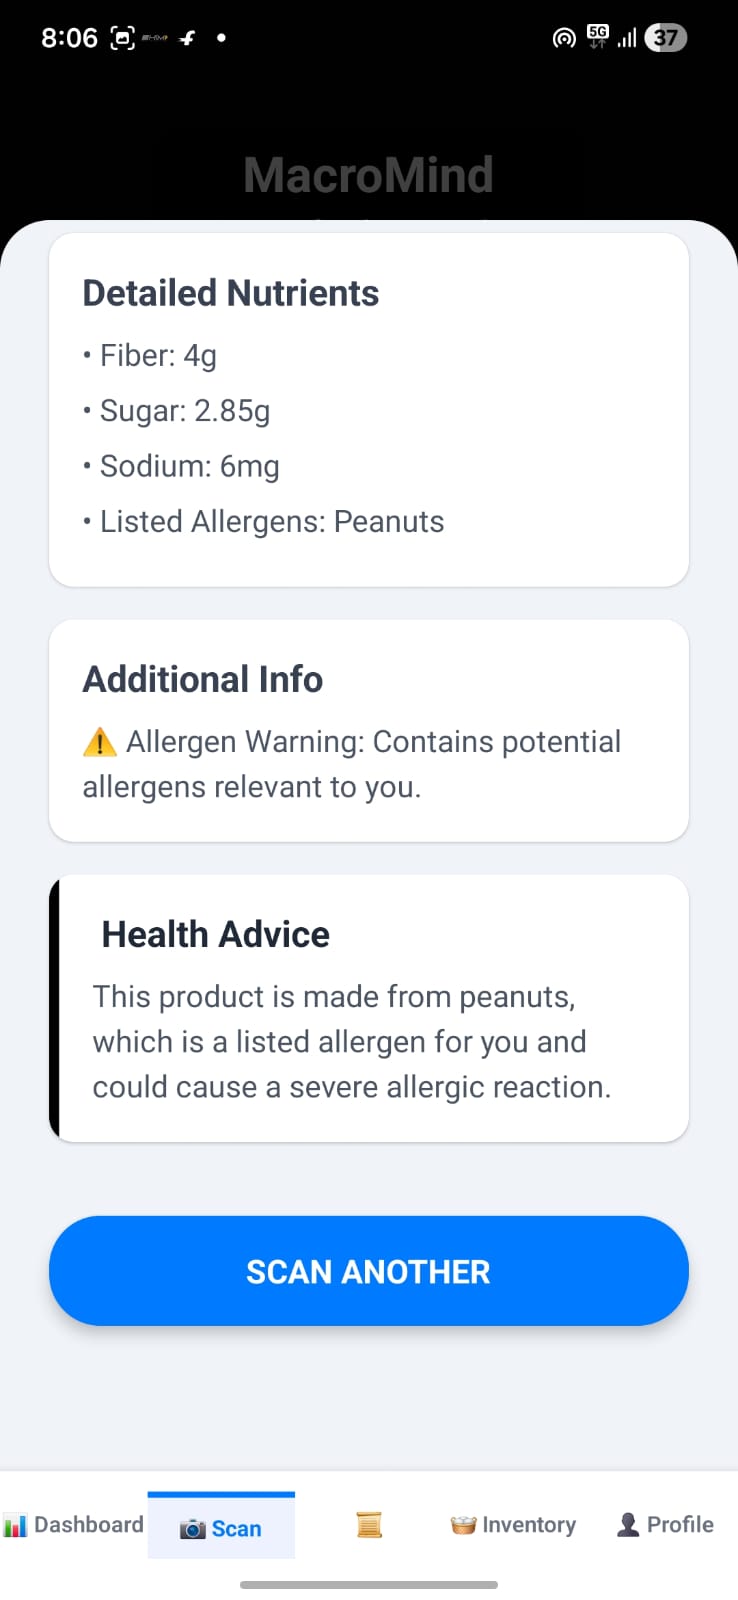 8:06
5G
37
MacroMind
Detailed Nutrients
• Fiber: 4g
• Sugar: 2.85g
• Sodium: 6mg
• Listed Allergens: Peanuts
Additional Info
⚠️ Allergen Warning: Contains potential
allergens relevant to you.
Health Advice
This product is made from peanuts,
which is a listed allergen for you and
could cause a severe allergic reaction.
SCAN ANOTHER
Dashboard
Scan
Inventory
Profile